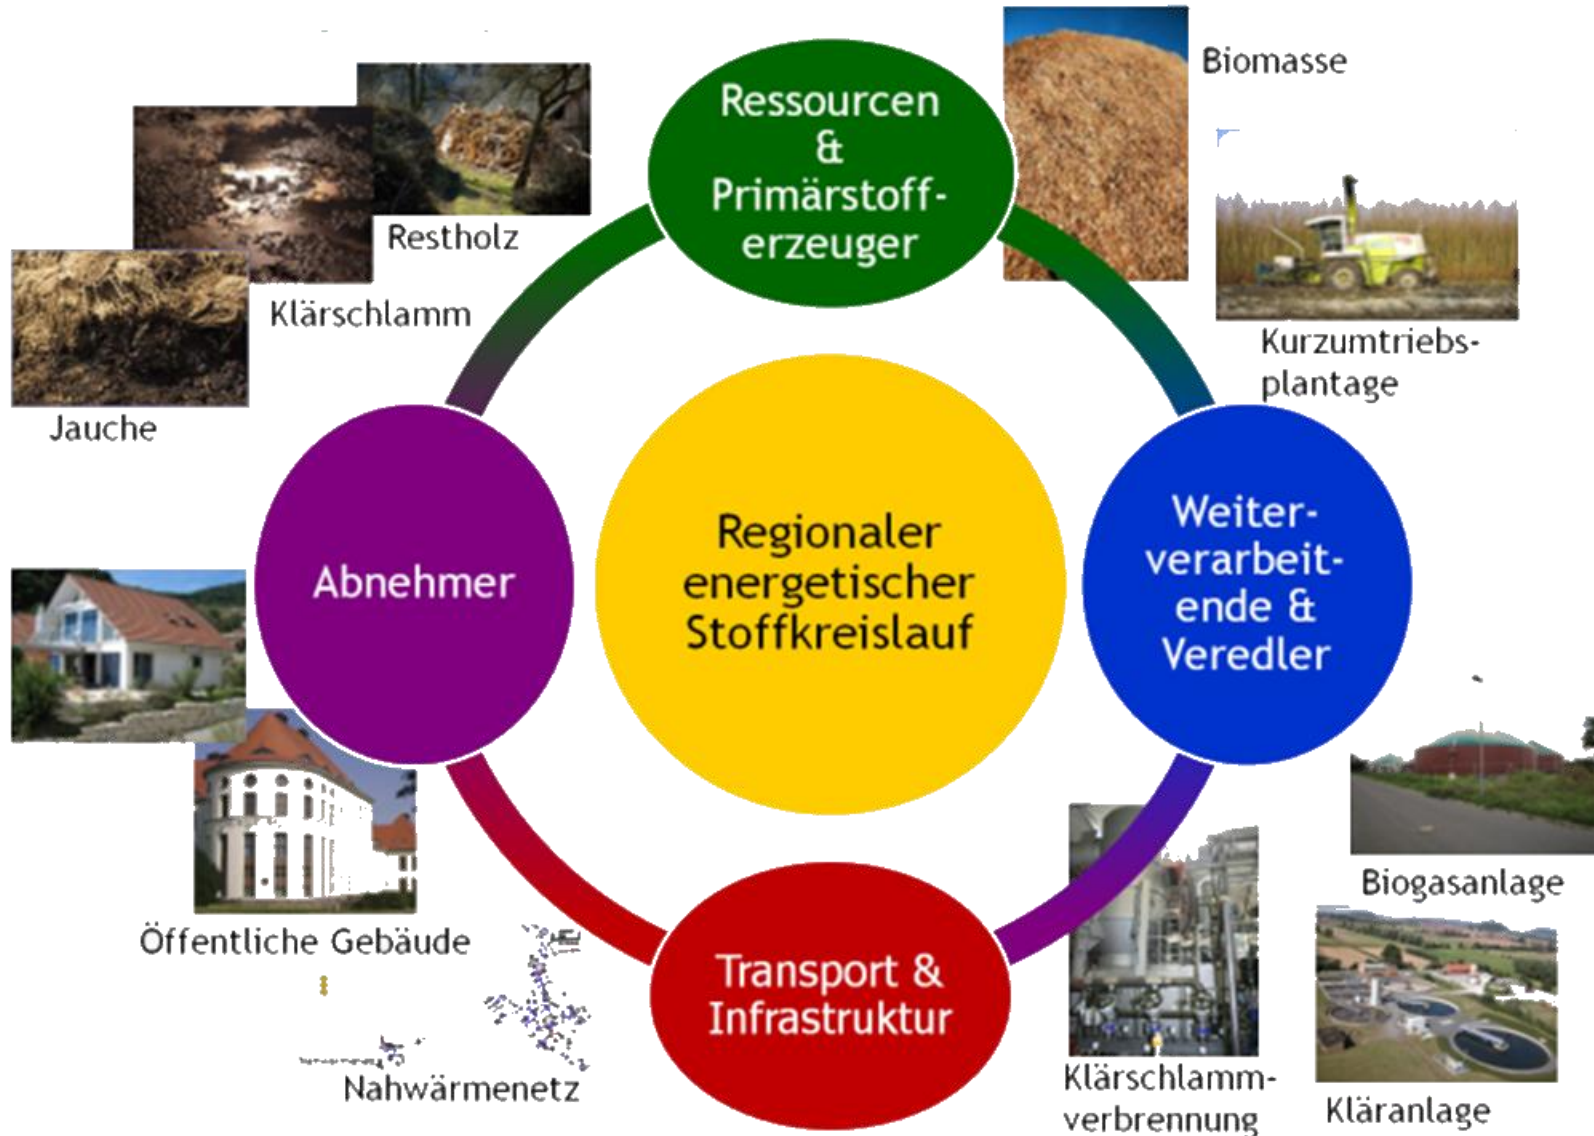 Ressourcen
&
Primärstoff-
erzeuger
Biomasse
Restholz
Klärschlamm
Jauche
Kurzumtriebs-
plantage
Abnehmer
Regionaler
energetischer
Stoffkreislauf
Weiter-
verarbeit-
ende &
Veredler
Biogasanlage
Öffentliche Gebäude
Nahwärmenetz
Transport &
Infrastruktur
Klärschlamm-
verbrennung
Kläranlage